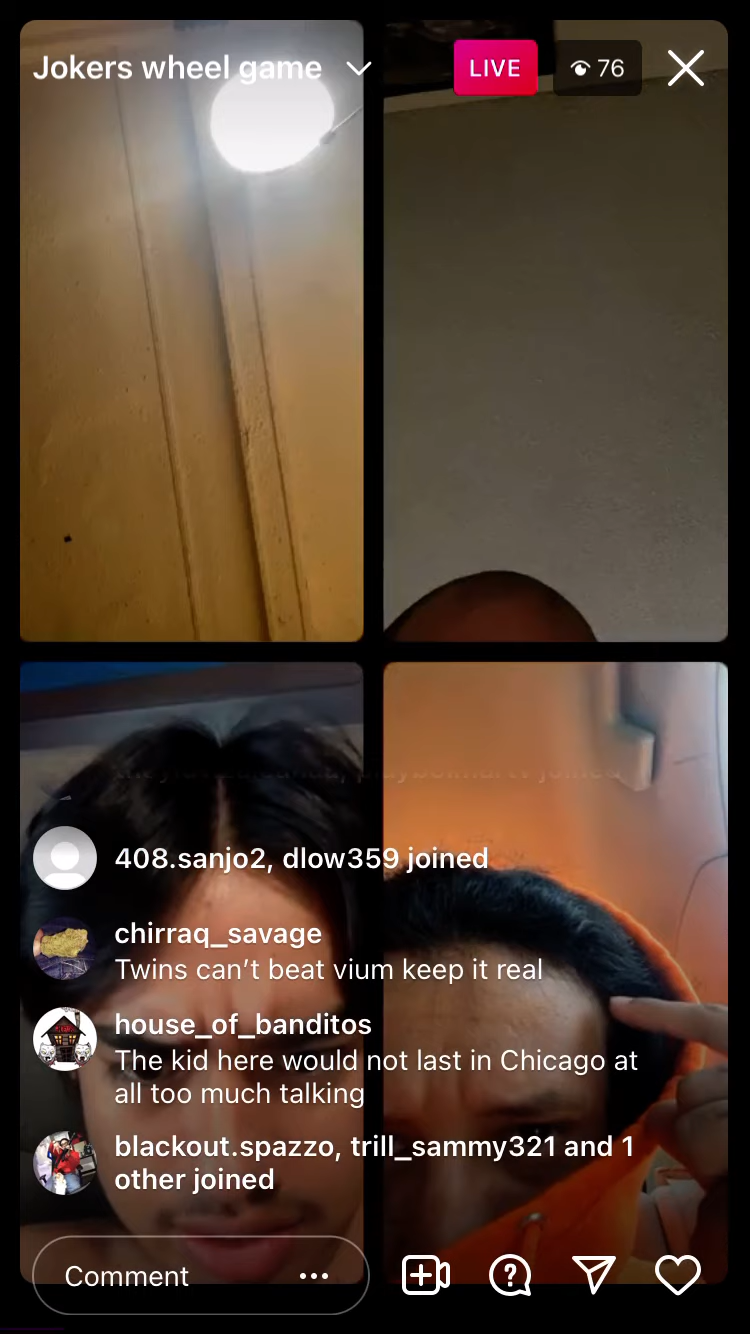 Jokers wheel game
LIVE
76
408.sanjo2, dlow359 joined
chirraq_savage
Twins can’t beat vium keep it real
house_of_banditos
The kid here would not last in Chicago at
all too much talking
blackout.spazzo, trill_sammy321 and 1
other joined
Comment